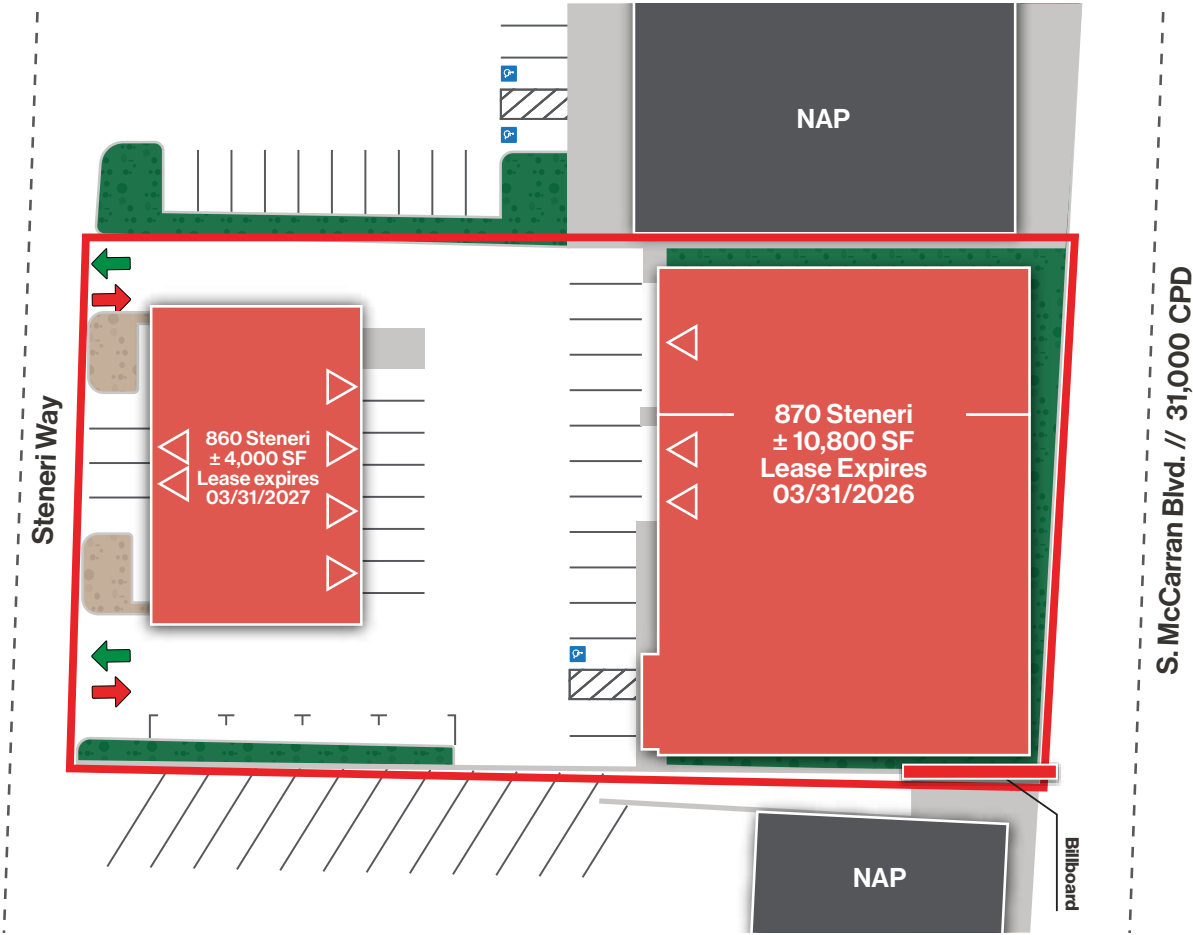 NAP
Steneri Way
860 Steneri
± 4,000 SF
Lease expires
03/31/2027
870 Steneri
± 10,800 SF
Lease Expires
03/31/2026
S. McCarran Blvd. // 31,000 CPD
NAP
Billboard